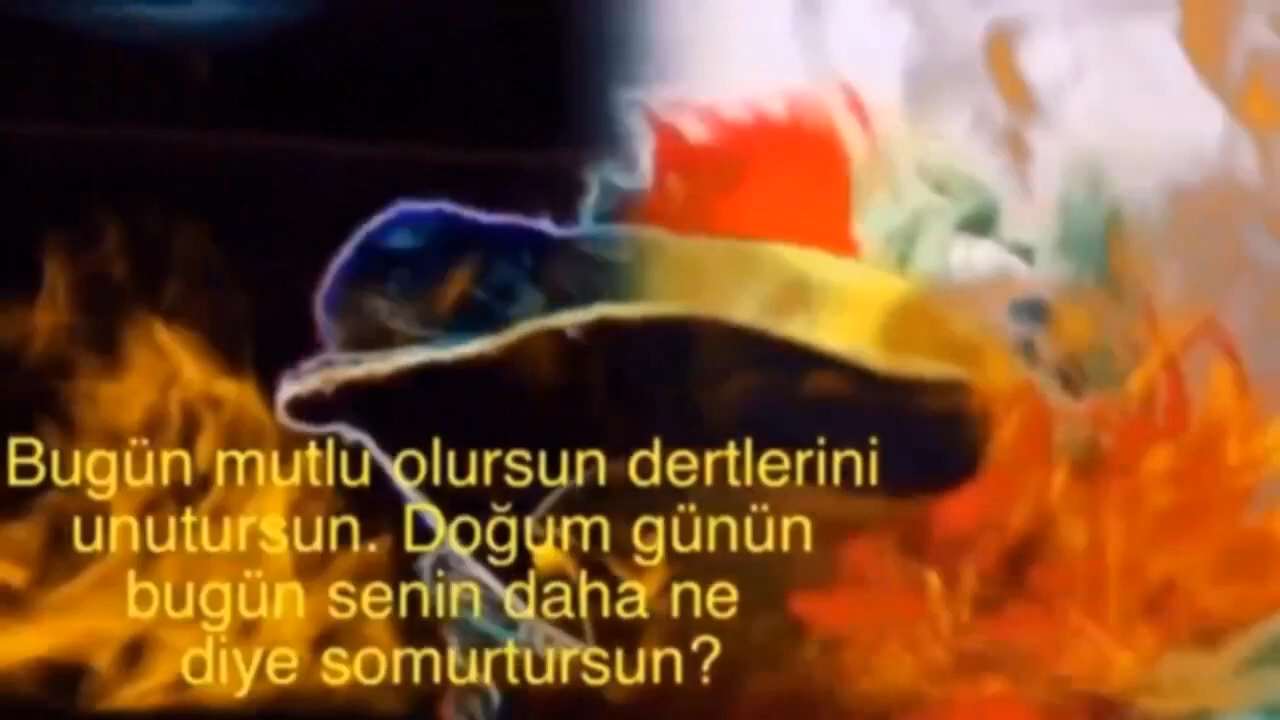 Bugün mutlu olursun dertlerini
unutursun. Doğum günün
bugün senin daha ne
diye somurtursun?